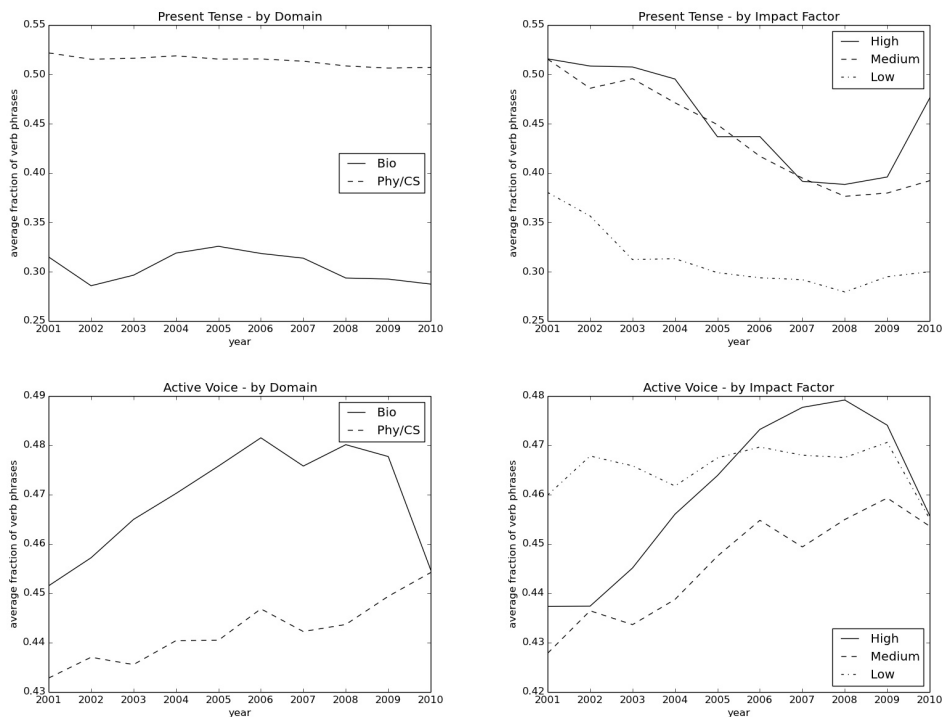 Present Tense - by Domain
average fraction of verb phrases
0.55
0.50
0.45
0.40
0.35
0.30
0.25
Bio
Phy/CS
2001 2002 2003 2004 2005 2006 2007 2008 2009 2010
year
Present Tense - by Impact Factor
average fraction of verb phrases
0.55
0.50
0.45
0.40
0.35
0.30
0.25
High
Medium
Low
2001 2002 2003 2004 2005 2006 2007 2008 2009 2010
year
Active Voice - by Domain
average fraction of verb phrases
0.49
0.48
0.47
0.46
0.45
0.44
0.43
Bio
Phy/CS
2001 2002 2003 2004 2005 2006 2007 2008 2009 2010
year
Active Voice - by Impact Factor
average fraction of verb phrases
0.48
0.47
0.46
0.45
0.44
0.43
0.42
High
Medium
Low
2001 2002 2003 2004 2005 2006 2007 2008 2009 2010
year